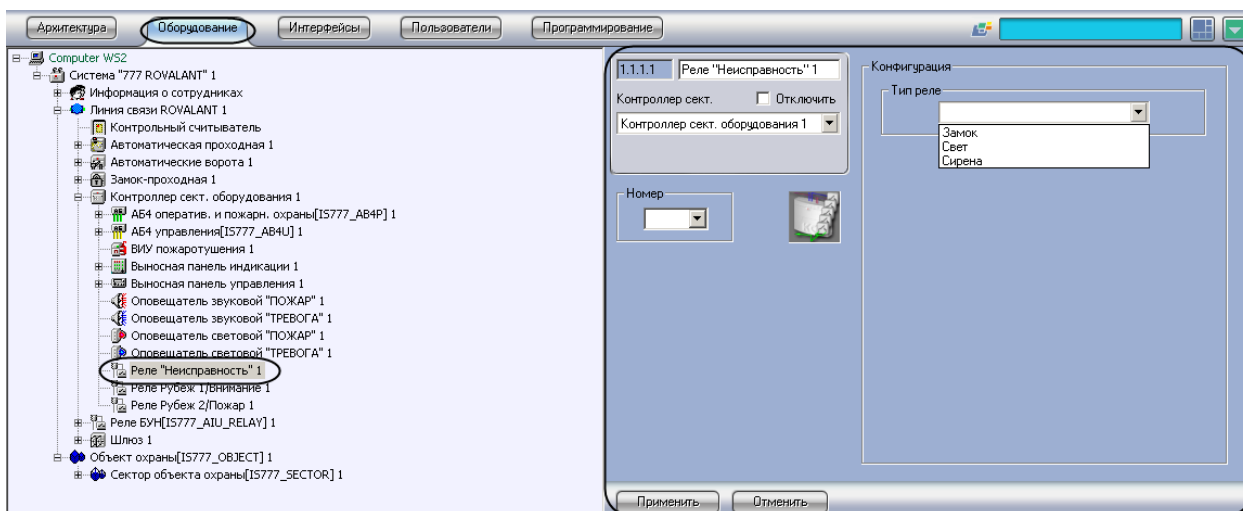 Архитектура Оборудование Интерфейсы Пользователи Программирование
Computer WS2
Система "777 ROVALANT" 1
Информация о сотрудниках
Линия связи ROVALANT 1
Контрольный считыватель
Автоматическая проходная 1
Автоматические ворота 1
Замок-проходная 1
Контроллер сект. оборудования 1
АБ4 оператив. и пожарн. охраны[IS777_AB4P] 1
АБ4 управления[IS777_AB4U] 1
ВИУ пожаротушения 1
Выносная панель индикации 1
Выносная панель управления 1
Оповещатель звуковой "ПОЖАР" 1
Оповещатель звуковой "ТРЕВОГА" 1
Оповещатель световой "ПОЖАР" 1
Оповещатель световой "ТРЕВОГА" 1
Реле "Неисправность" 1
Реле Рубеж 1/Внимание 1
Реле Рубеж 2/Пожар 1
Реле БУН[IS777_AIU_RELAY] 1
Шлюз 1
Объект охраны[IS777_OBJECT] 1
Сектор объекта охраны[IS777_SECTOR] 1
1.1.1.1 Реле "Неисправность" 1
Контроллер сект. Отключить
Контроллер сект. оборудования 1
Номер
Конфигурация
Тип реле
Замок
Свет
Сирена
Применить Отменить